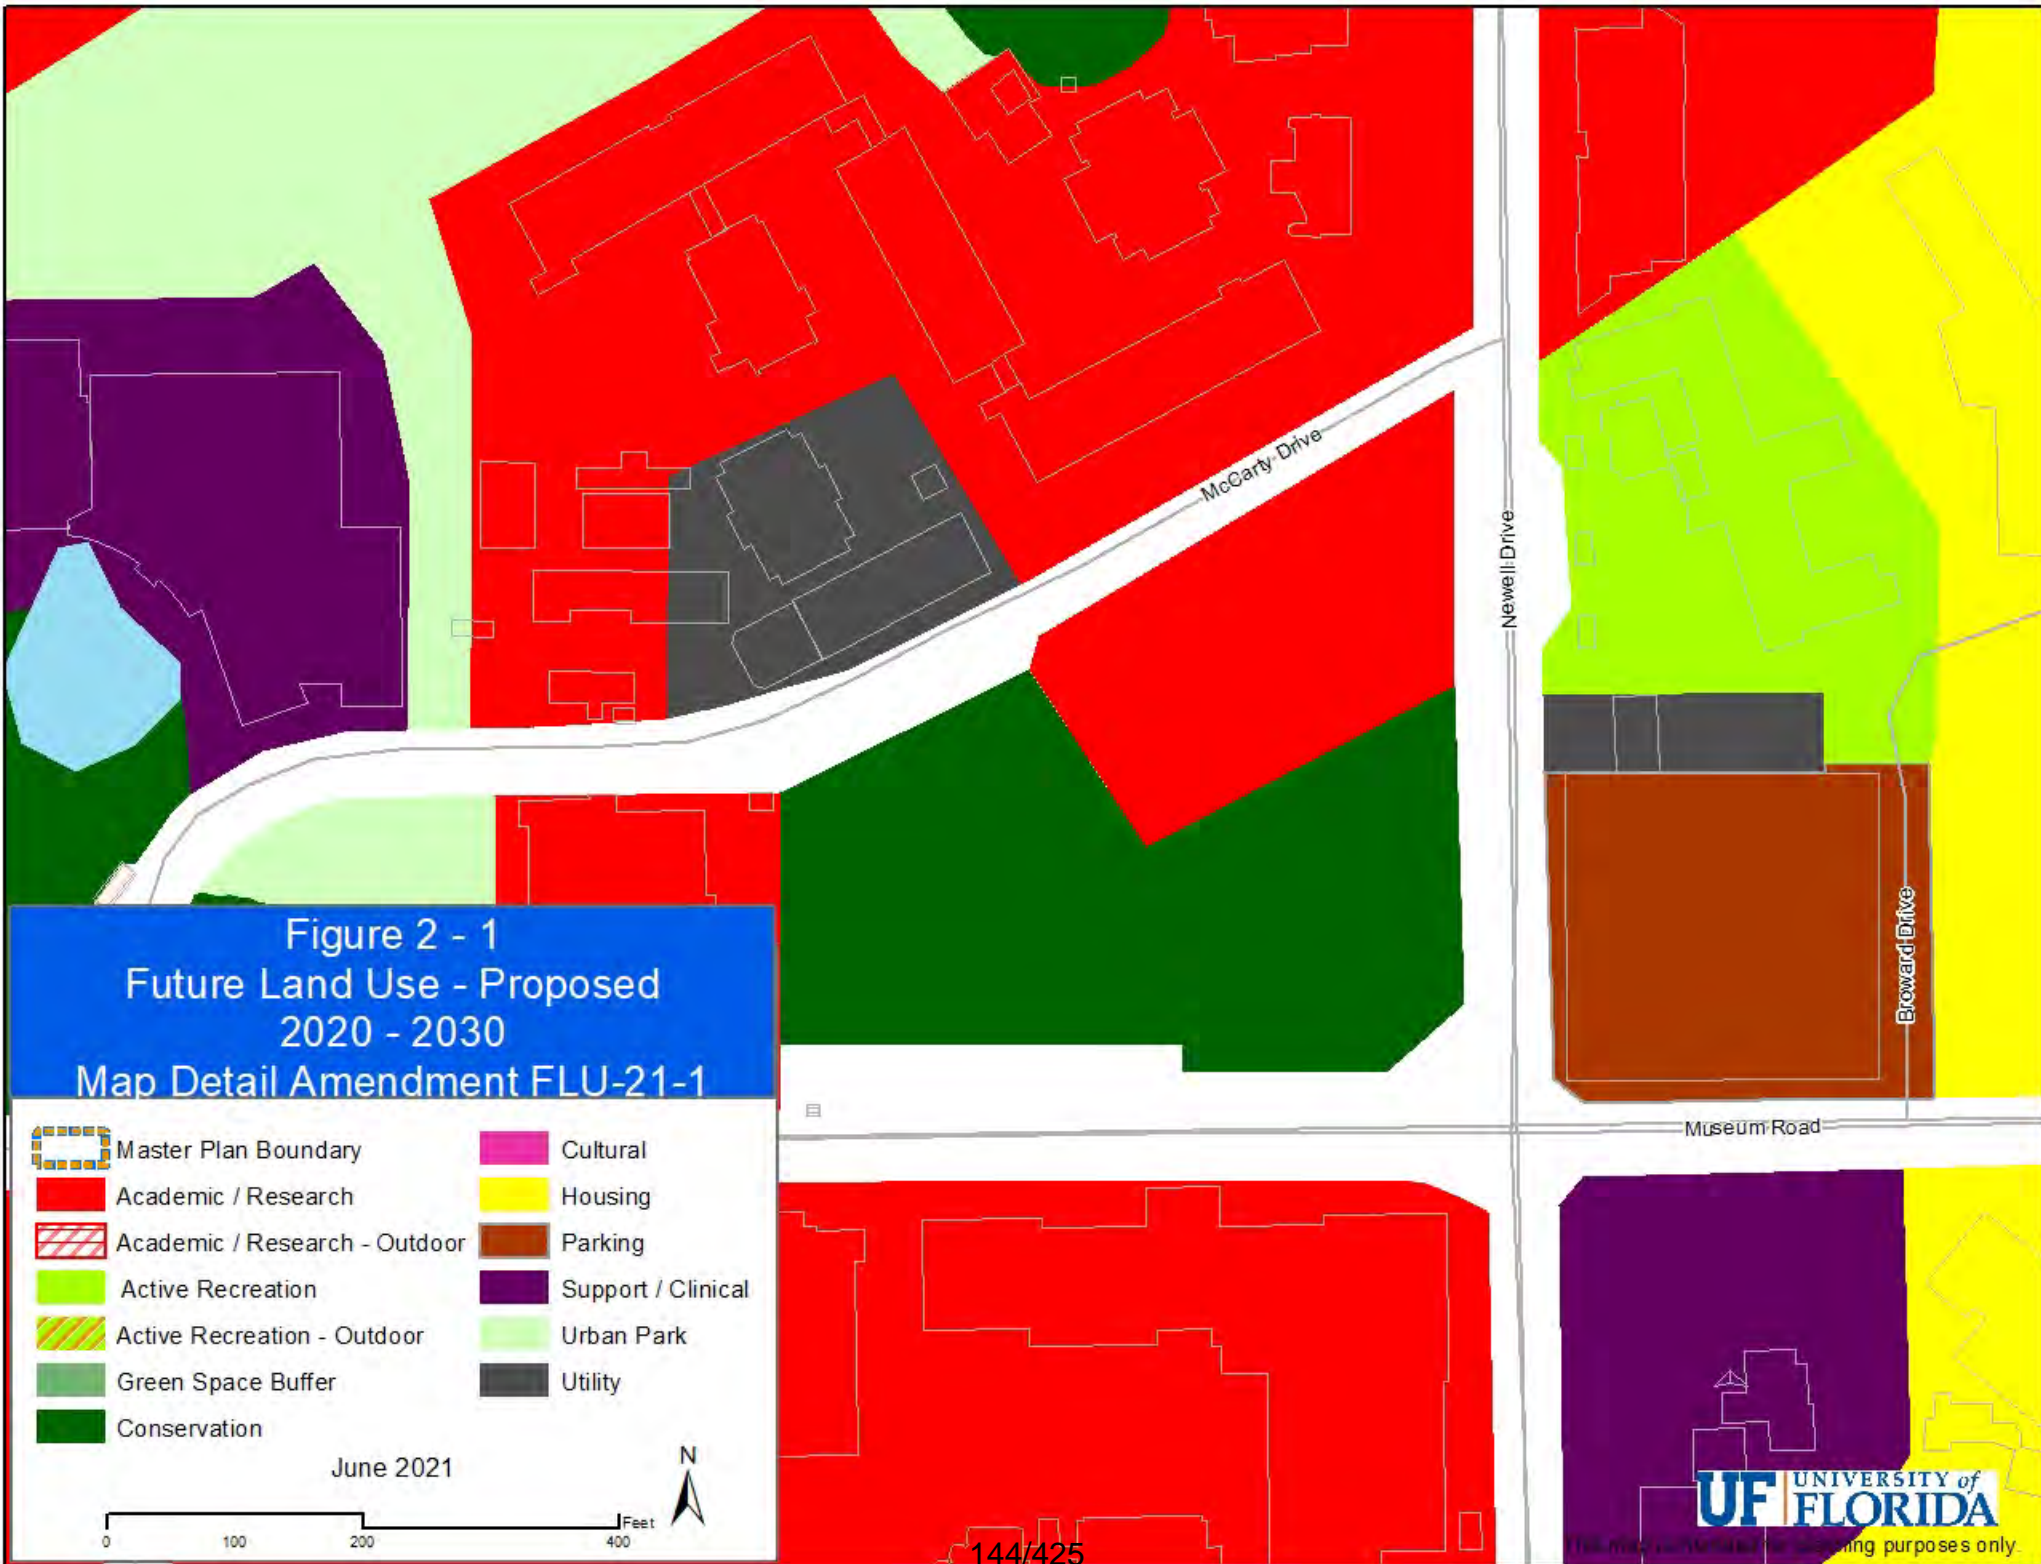 McCarty Drive
Newell Drive
Broward Drive
Museum Road
Figure 2 - 1
Future Land Use - Proposed
2020 - 2030
Map Detail Amendment FLU-21-1
Master Plan Boundary
Academic / Research
Academic / Research - Outdoor
Active Recreation
Active Recreation - Outdoor
Green Space Buffer
Conservation
Cultural
Housing
Parking
Support / Clinical
Urban Park
Utility
June 2021
N
Feet
0 100 200 400
UF UNIVERSITY of
FLORIDA
purposes only.
144/425